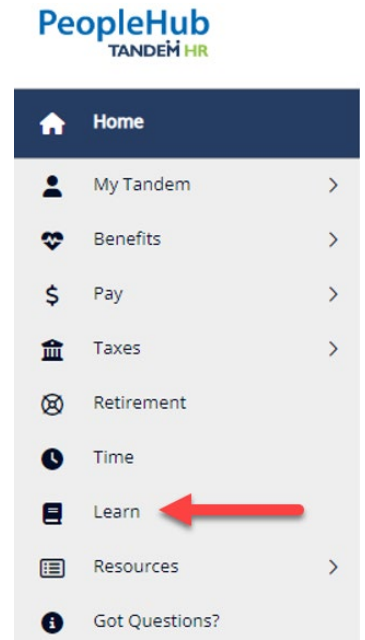 PeopleHub
TANDEM HR
Home
My Tandem
Benefits
Pay
Taxes
Retirement
Time
Learn
Resources
Got Questions?